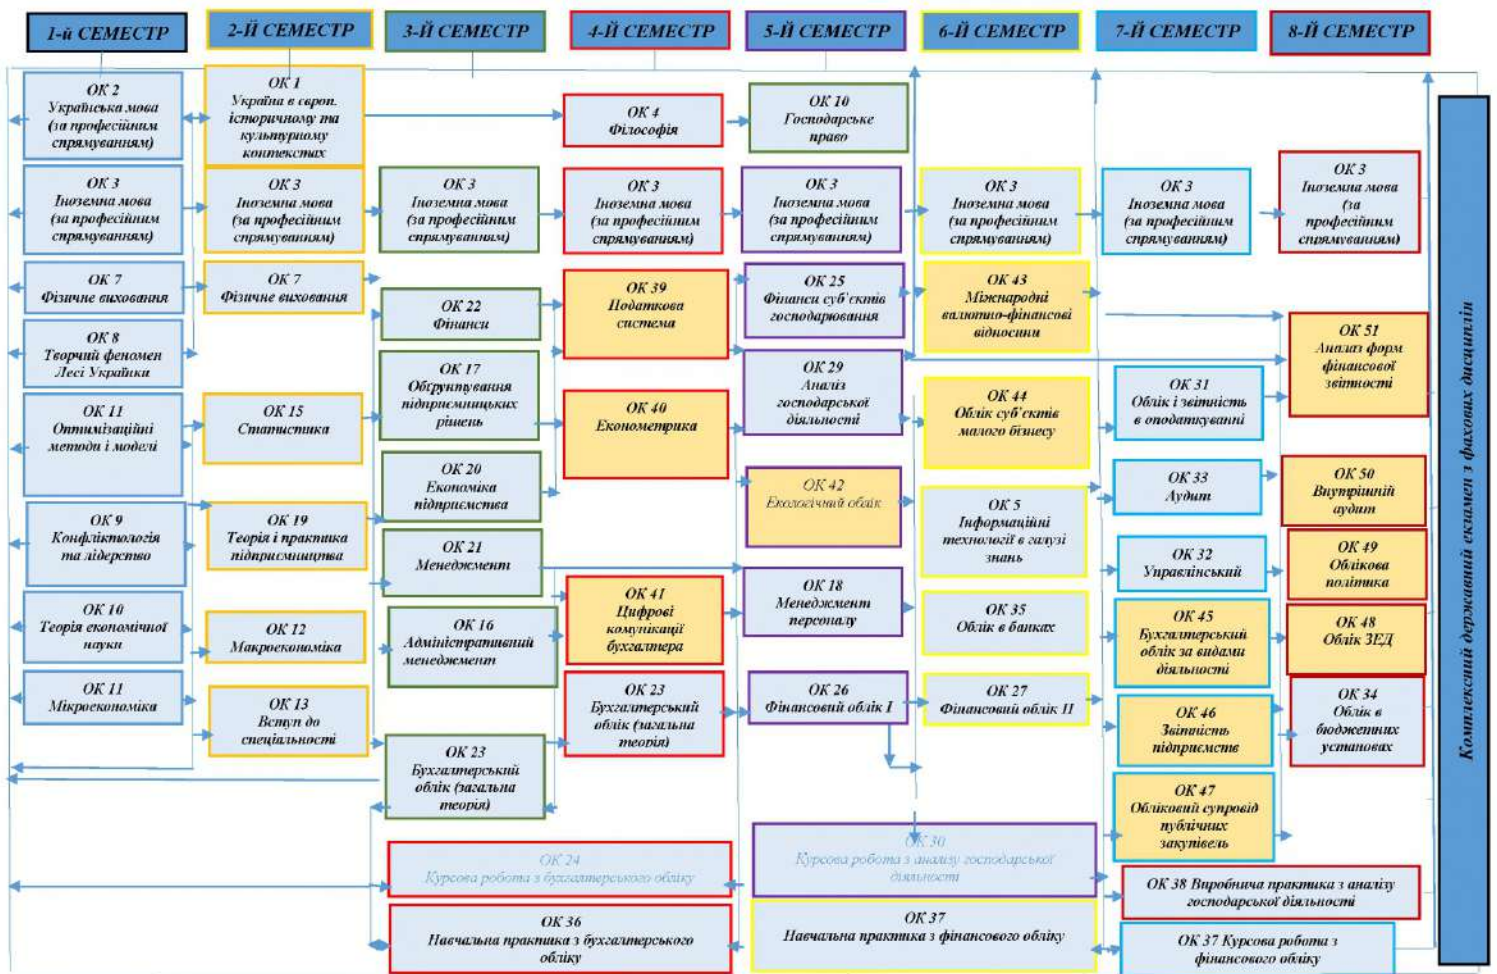 1-й СЕМЕСТР
2-Й СЕМЕСТР
3-Й СЕМЕСТР
4-Й СЕМЕСТР
5-Й СЕМЕСТР
6-Й СЕМЕСТР
7-Й СЕМЕСТР
8-Й СЕМЕСТР
ОК 2
Українська мова
(за професійним
спрямуванням)
ОК 3
Іноземна мова
(за професійним
спрямуванням)
ОК 7
Фізичне виховання
ОК 8
Творчий феномен
Лесі Українки
ОК 11
Оптимізаційні
методи і моделі
ОК 9
Конфліктологія
та лідерство
ОК 10
Теорія економічної
науки
ОК 11
Мікроекономіка
ОК 1
Україна в європ.
історичному та
культурному
контекстах
ОК 3
Іноземна мова
(за професійним
спрямуванням)
ОК 7
Фізичне виховання
ОК 15
Статистика
ОК 19
Теорія і практика
підприємництва
ОК 12
Макроекономіка
ОК 13
Вступ до
спеціальності
ОК 3
Іноземна мова
(за професійним
спрямуванням)
ОК 22
Фінанси
ОК 17
Обґрунтування
підприємницьких
рішень
ОК 20
Економіка
підприємства
ОК 21
Менеджмент
ОК 16
Адміністративний
менеджмент
ОК 23
Бухгалтерський
облік (загальна
теорія)
ОК 4
Філософія
ОК 3
Іноземна мова
(за професійним
спрямуванням)
ОК 39
Податкова
система
ОК 40
Економетрика
ОК 41
Цифрові
комунікації
бухгалтера
ОК 23
Бухгалтерський
облік (загальна
теорія)
ОК 24
Курсова робота з бухгалтерського обліку
ОК 36
Навчальна практика з бухгалтерського
обліку
ОК 10
Господарське
право
ОК 3
Іноземна мова
(за професійним
спрямуванням)
ОК 25
Фінанси суб'єктів
господарювання
ОК 29
Аналіз
господарської
діяльності
ОК 42
Екологічний облік
ОК 18
Менеджмент
персоналу
ОК 26
Фінансовий облік I
ОК 30
Курсова робота з аналізу господарської
діяльності
ОК 37
Навчальна практика з фінансового обліку
ОК 3
Іноземна мова
(за професійним
спрямуванням)
ОК 43
Міжнародні
валютно-фінансові
відносини
ОК 44
Облік суб'єктів
малого бізнесу
ОК 5
Інформаційні
технології в галузі
знань
ОК 35
Облік в банках
ОК 27
Фінансовий облік II
ОК 3
Іноземна мова
(за професійним
спрямуванням)
ОК 31
Облік і звітність
в оподаткуванні
ОК 33
Аудит
ОК 32
Управлінський
ОК 45
Бухгалтерський
облік за видами
діяльності
ОК 46
Звітність
підприємств
ОК 47
Обліковий супровід
публічних
закупівель
ОК 38 Виробнича практика з аналізу
господарської діяльності
ОК 37 Курсова робота з
фінансового обліку
ОК 3
Іноземна мова
(за
професійним
спрямуванням)
ОК 51
Аналаз форм
фінансової
звітності
ОК 50
Внутрішній
аудит
ОК 49
Облікова
політика
ОК 48
Облік ЗЕД
ОК 34
Облік в
бюджетних
установах
Комплексний державний екзамен з фахових дисциплін